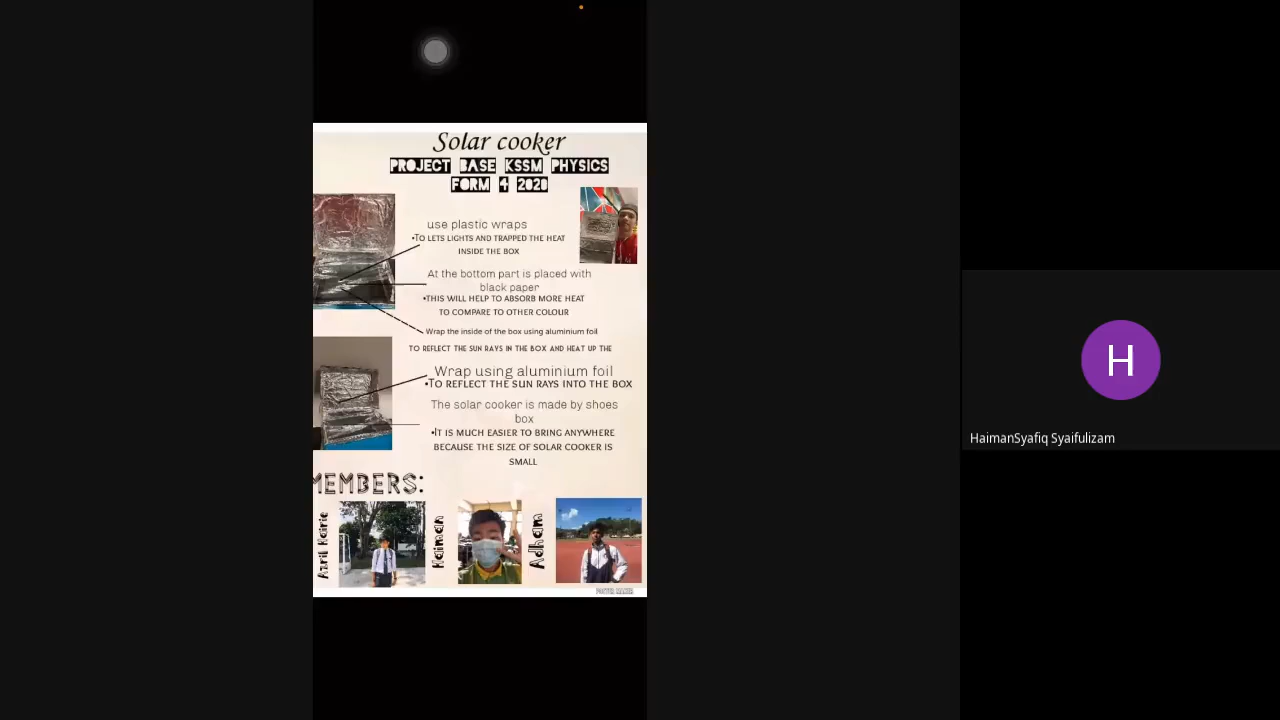 Solar cooker
PROJECT BASE KSSM PHYSICS
FORM 4 2020
use plastic wraps
•TO LETS LIGHTS AND TRAPPED THE HEAT
INSIDE THE BOX
At the bottom part is placed with
black paper
•THIS WILL HELP TO ABSORB MORE HEAT
TO COMPARE TO OTHER COLOUR
Wrap the inside of the box using aluminium foil
TO REFLECT THE SUN RAYS IN THE BOX AND HEAT UP THE
Wrap using aluminium foil
•TO REFLECT THE SUN RAYS INTO THE BOX
The solar cooker is made by shoes
box
•IT IS MUCH EASIER TO BRING ANYWHERE
BECAUSE THE SIZE OF SOLAR COOKER IS
SMALL
MEMBERS:
Haiman
Adham
H
HaimanSyafiq Syaifulizam